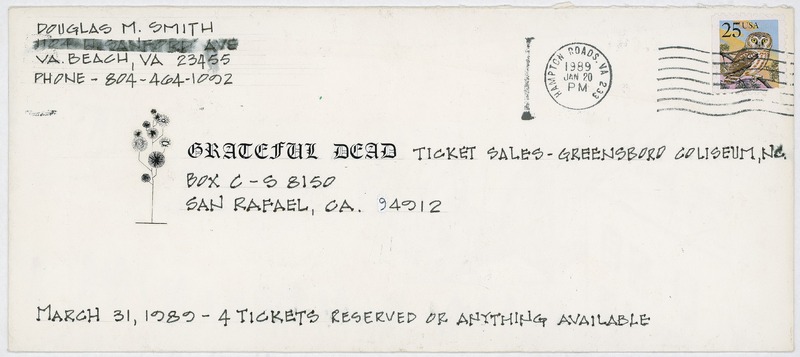 DOUGLAS M. SMITH
AVE
VA. BEACH, VA 23455
PHONE - 804-464-1092
HAMPTON ROADS, VA 233
1989
JAN 20
PM
25 USA
GRATEFUL DEAD TICKET SALES - GREENSBORO COLISEUM, NC.
BOX C-S 8150
SAN RAFAEL, CA. 94912
MARCH 31, 1989 - 4 TICKETS RESERVED OR ANYTHING AVAILABLE